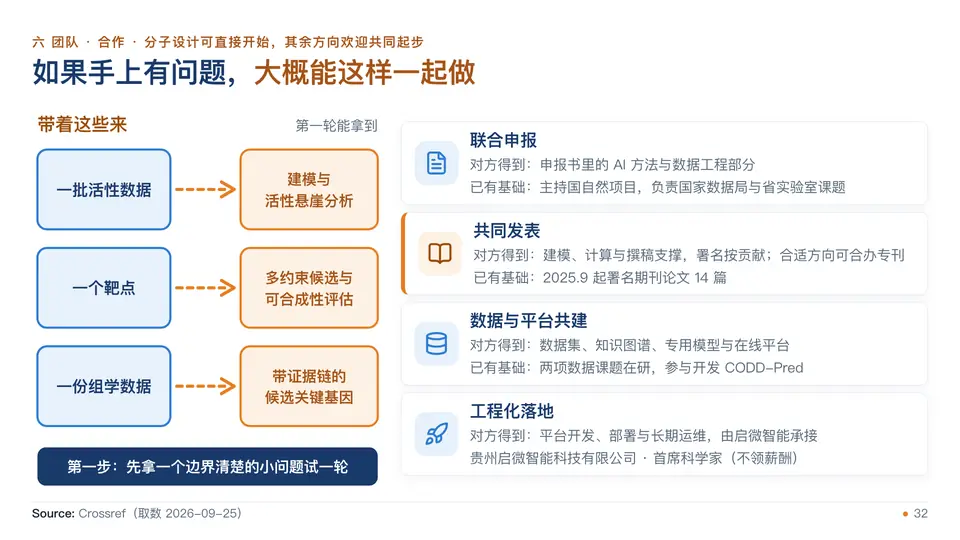 六 团队 · 合作 · 分子设计可直接开始，其余方向欢迎共同起步
如果手上有问题，大概能这样一起做
带着这些来
第一轮能拿到
一批活性数据
建模与
活性悬崖分析
一个靶点
多约束候选与
可合成性评估
一份组学数据
带证据链的
候选关键基因
第一步：先拿一个边界清楚的小问题试一轮
联合申报
对方得到：申报书里的 AI 方法与数据工程部分
已有基础：主持国自然项目，负责国家数据局与省实验室课题
共同发表
对方得到：建模、计算与撰稿支撑，署名按贡献；合适方向可合办专刊
已有基础：2025.9 起署名期刊论文 14 篇
数据与平台共建
对方得到：数据集、知识图谱、专用模型与在线平台
已有基础：两项数据课题在研，参与开发 CODD-Pred
工程化落地
对方得到：平台开发、部署与长期运维，由启微智能承接
贵州启微智能科技有限公司 · 首席科学家（不领薪酬）
Source: Crossref（取数 2026-09-25）
32